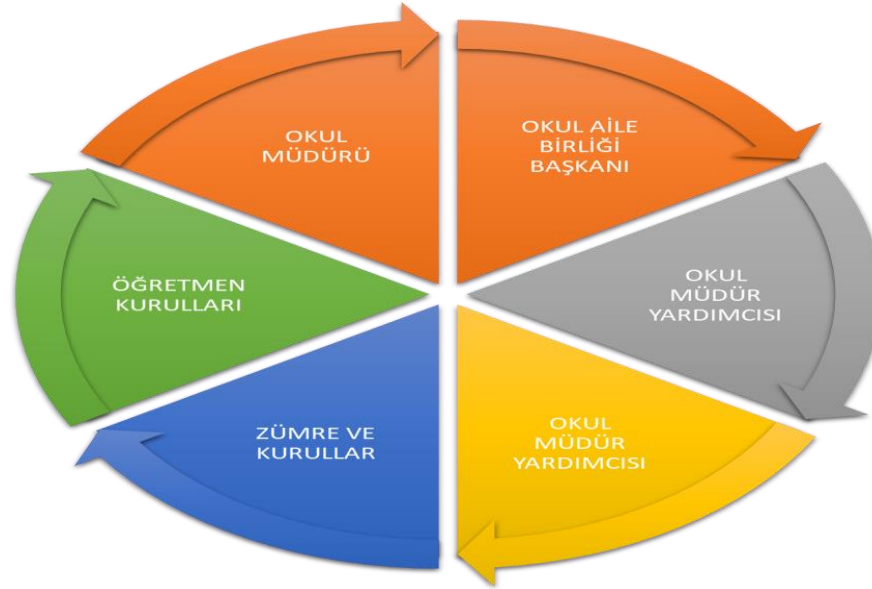 OKUL
MÜDÜRÜ
OKUL AİLE
BİRLİĞİ
BAŞKANI
OKUL
MÜDÜR
YARDIMCISI
OKUL
MÜDÜR
YARDIMCISI
ZÜMRE VE
KURULLAR
ÖĞRETMEN
KURULLARI